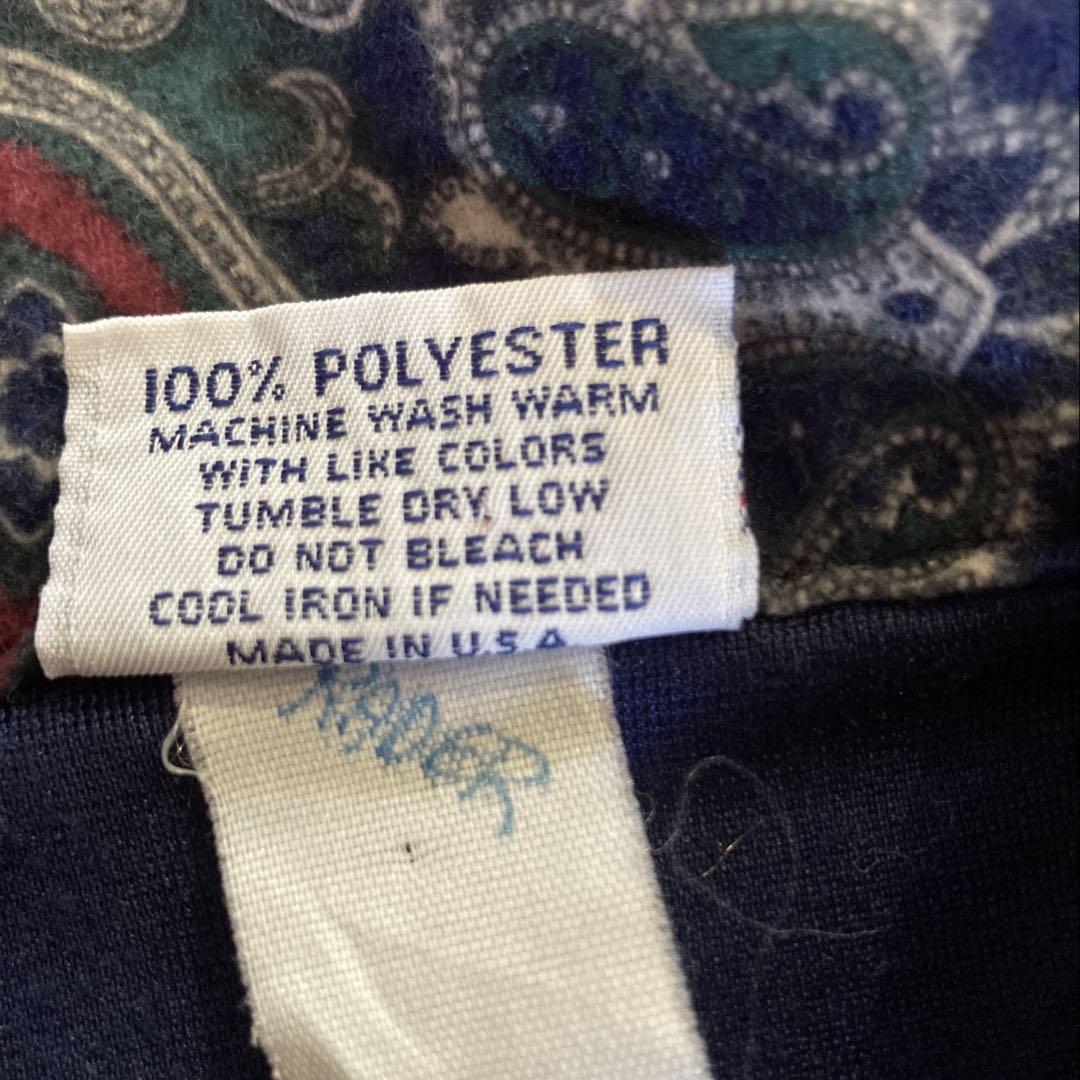 100% POLYESTER
MACHINE WASH WARM
WITH LIKE COLORS
TUMBLE DRY LOW
DO NOT BLEACH
COOL IRON IF NEEDED
MADE IN U.S.A